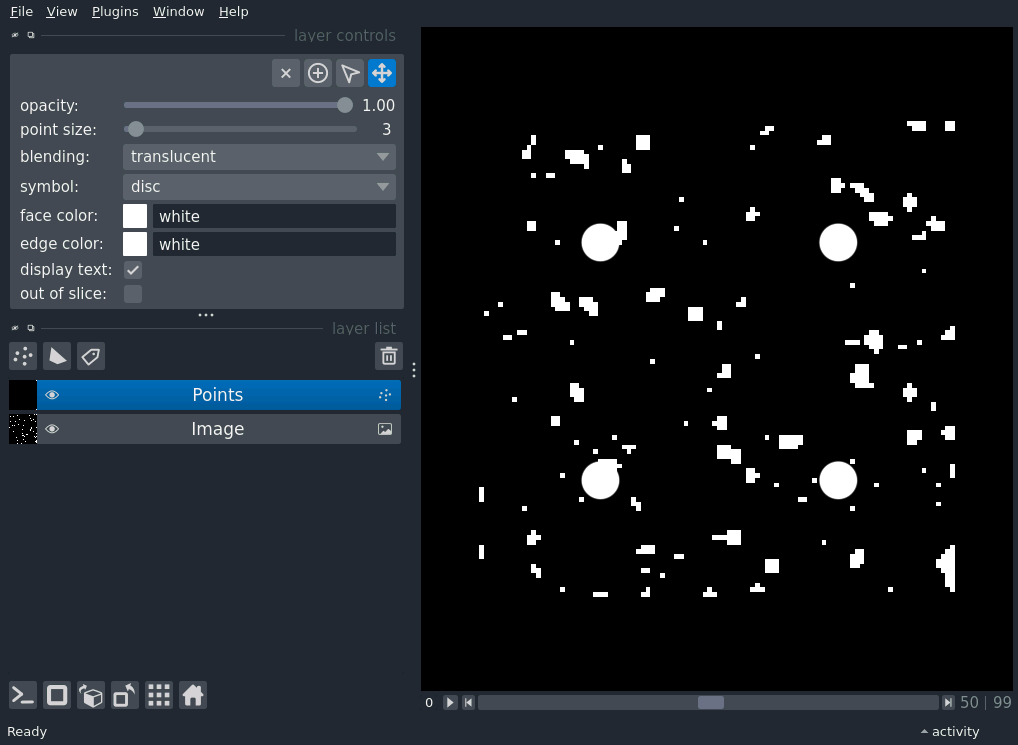 File View Plugins Window Help
layer controls
opacity: 1.00
point size: 3
blending: translucent
symbol: disc
face color: white
edge color: white
display text:
out of slice:
layer list
Points
Image
0 50 | 99
Ready activity